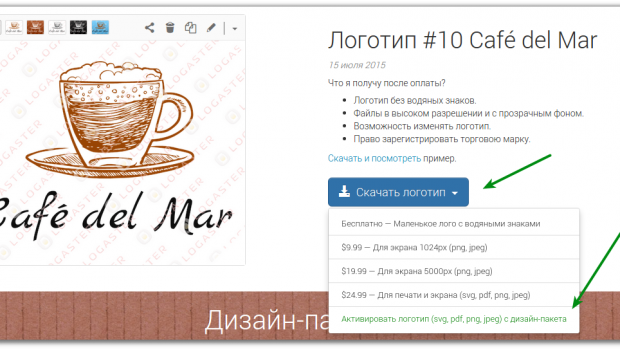 Логотип #10 Café del Mar
15 июля 2015
Что я получу после оплаты?
Логотип без водяных знаков.
Файлы в высоком разрешении и с прозрачным фоном.
Возможность изменять логотип.
Право зарегистрировать торговую марку.
Скачать и посмотреть пример.
Скачать логотип
Бесплатно — Маленькое лого с водяными знаками
$9.99 — Для экрана 1024px (png, jpeg)
$19.99 — Для экрана 5000px (png, jpeg)
$24.99 — Для печати и экрана (svg, pdf, png, jpeg)
Активировать логотип (svg, pdf, png, jpeg) с дизайн-пакета
LOGASTER
Café del Mar
Дизайн-па